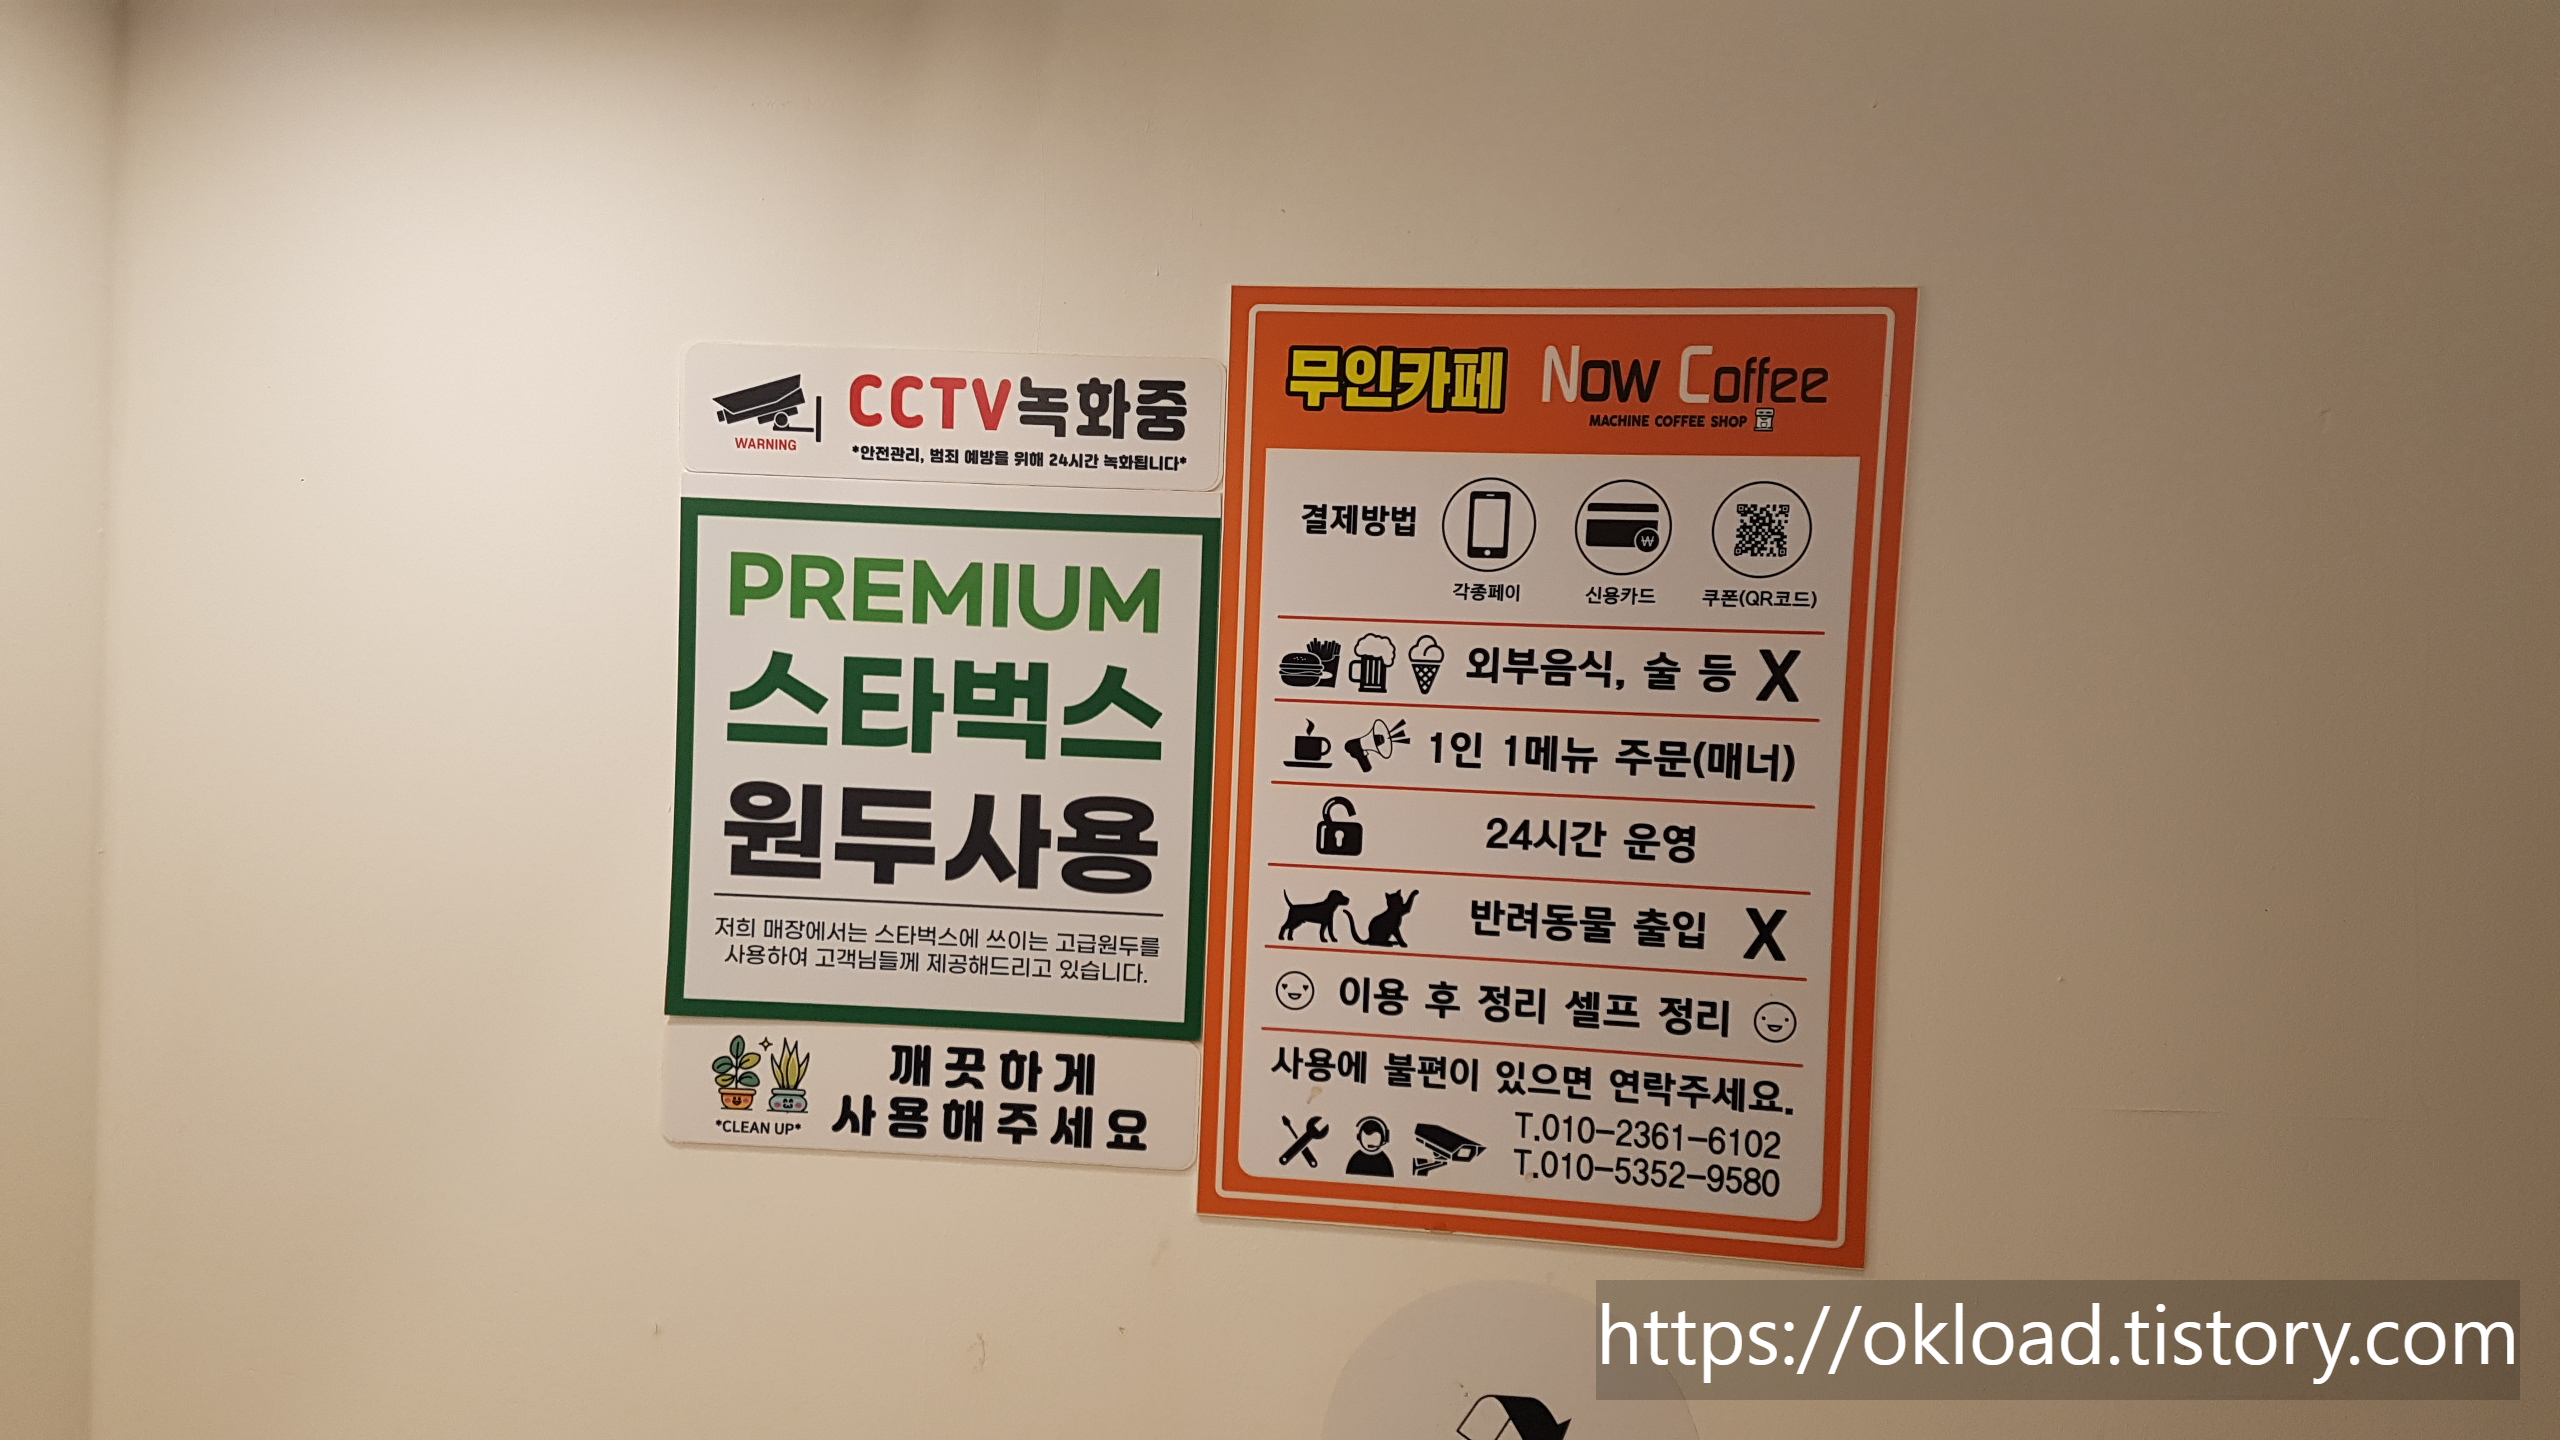 WARNING
CCTV녹화중
*안전관리, 범죄 예방을 위해 24시간 녹화됩니다*
PREMIUM
스타벅스
원두사용
저희 매장에서는 스타벅스에 쓰이는 고급원두를
사용하여 고객님들께 제공해드리고 있습니다.
*CLEAN UP*
깨끗하게
사용해주세요
무인카페 Now Coffee
MACHINE COFFEE SHOP
결제방법
각종페이 신용카드 쿠폰(QR코드)
외부음식, 술 등 X
1인 1메뉴 주문(매너)
24시간 운영
반려동물 출입 X
이용 후 정리 셀프 정리
사용에 불편이 있으면 연락주세요.
T.010-2361-6102
T.010-5352-9580
https://okload.tistory.com